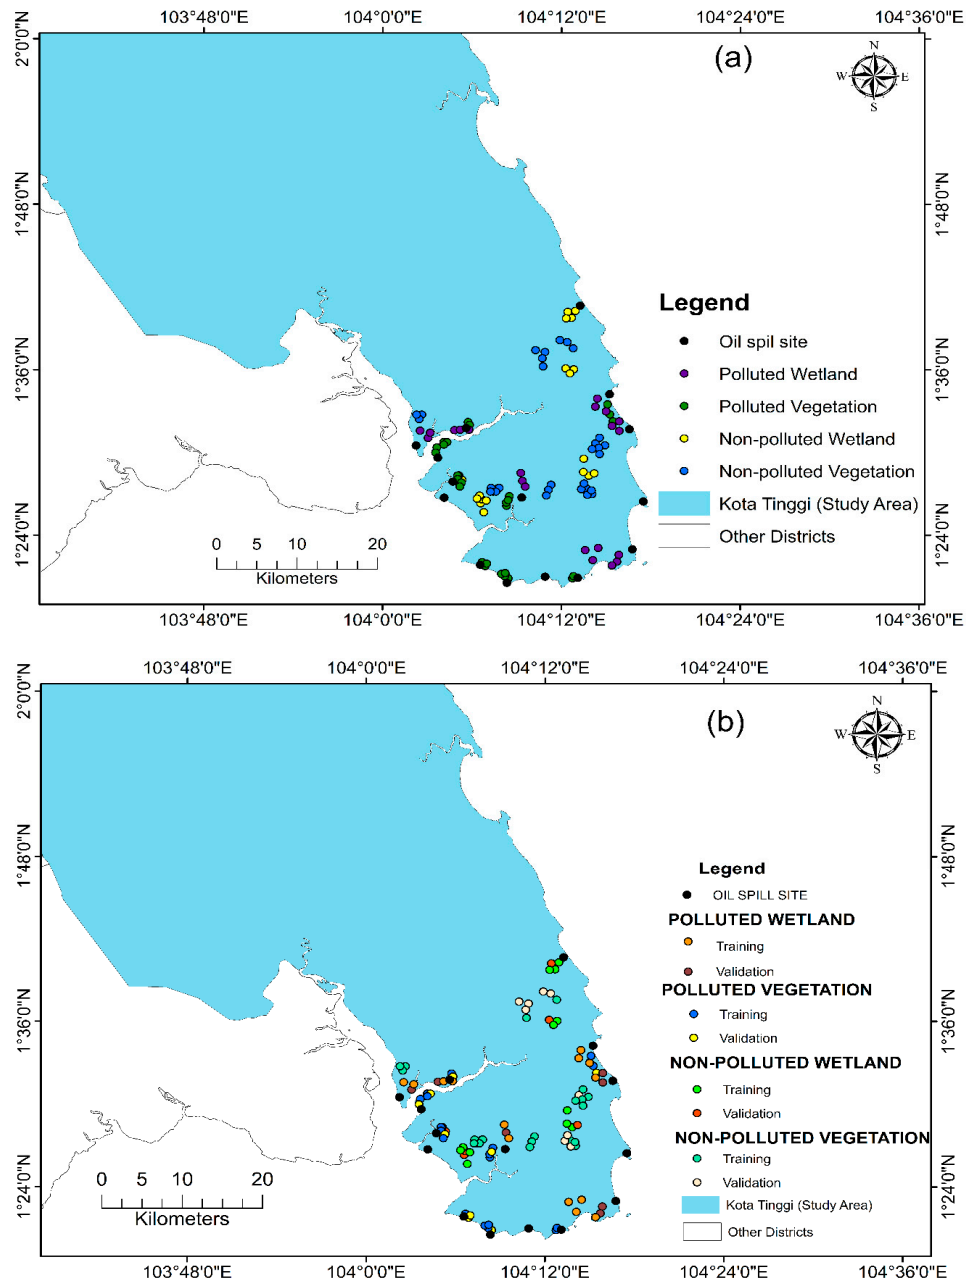 103°48'0"E 104°0'0"E 104°12'0"E 104°24'0"E 104°36'0"E
2°0'0"N 2°0'0"N
(a)
N
W E
S
1°48'0"N 1°48'0"N
Legend
Oil spil site
1°36'0"N 1°36'0"N
Polluted Wetland
Polluted Vegetation
Non-polluted Wetland
Non-polluted Vegetation
Kota Tinggi (Study Area)
1°24'0"N 1°24'0"N
Other Districts
0 5 10 20
Kilometers
103°48'0"E 104°0'0"E 104°12'0"E 104°24'0"E 104°36'0"E
103°48'0"E 104°0'0"E 104°12'0"E 104°24'0"E 104°36'0"E
2°0'0"N 2°0'0"N
(b)
N
W E
S
1°48'0"N 1°48'0"N
Legend
OIL SPILL SITE
POLLUTED WETLAND
Training
Validation
POLLUTED VEGETATION
1°36'0"N 1°36'0"N
Training
Validation
NON-POLLUTED WETLAND
Training
Validation
NON-POLLUTED VEGETATION
Training
Validation
1°24'0"N 1°24'0"N
Kota Tinggi (Study Area)
Other Districts
0 5 10 20
Kilometers
103°48'0"E 104°0'0"E 104°12'0"E 104°24'0"E 104°36'0"E